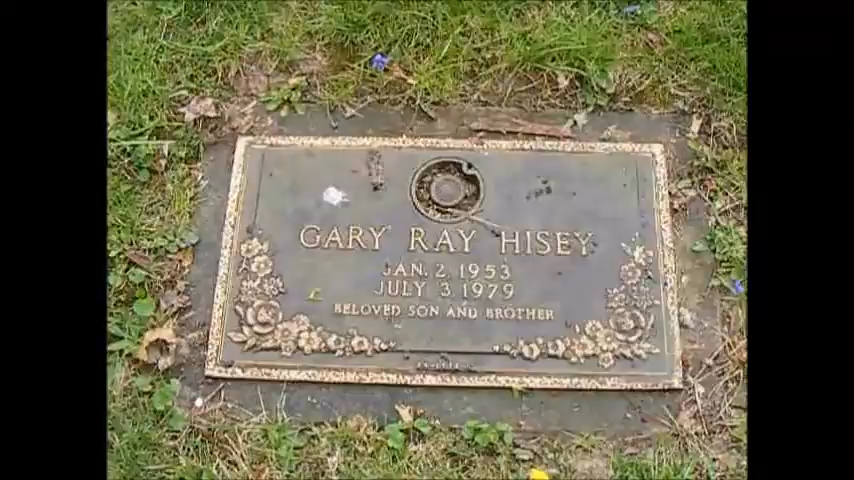 GARY RAY HISEY
JAN. 2, 1953
JULY 3, 1979
BELOVED SON AND BROTHER